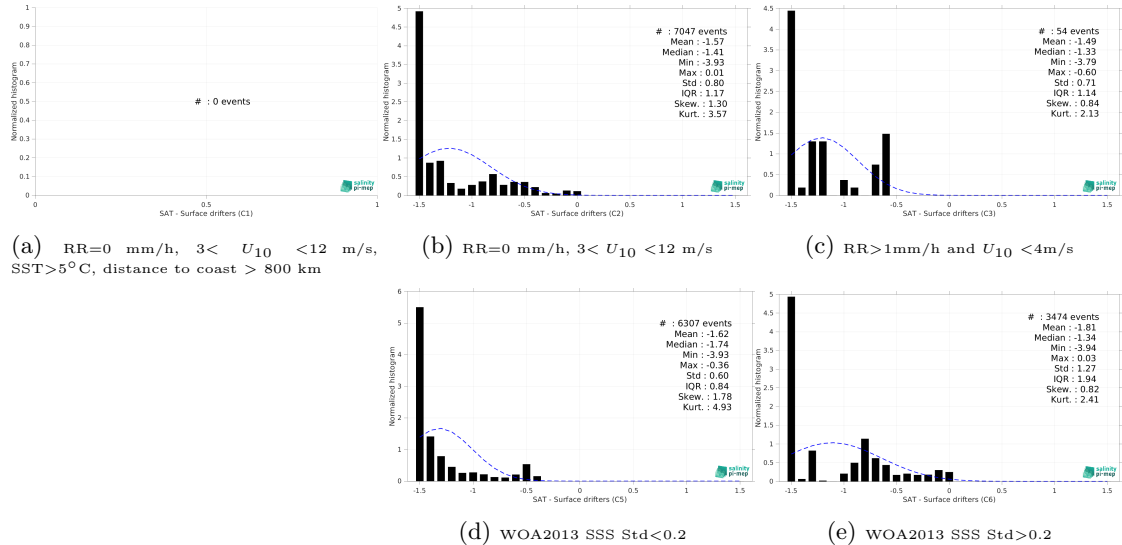 Normalized histogram
1
0.9
0.8
0.7
0.6
0.5
0.4
0.3
0.2
0.1
0
# : 0 events
0 0.5 1
SAT - Surface drifters (C1)
salinity
pi-mep
(a) RR=0 mm/h, 3< U10 <12 m/s,
SST>5°C, distance to coast > 800 km
Normalized histogram
5
4.5
4
3.5
3
2.5
2
1.5
1
0.5
0
# : 7047 events
Mean : -1.57
Median : -1.41
Min : -3.93
Max : 0.01
Std : 0.80
IQR : 1.17
Skew. : 1.30
Kurt. : 3.57
-1.5 -1 -0.5 0 0.5 1 1.5
SAT - Surface drifters (C2)
salinity
pi-mep
(b) RR=0 mm/h, 3< U10 <12 m/s
Normalized histogram
4.5
4
3.5
3
2.5
2
1.5
1
0.5
0
# : 54 events
Mean : -1.49
Median : -1.33
Min : -3.79
Max : -0.60
Std : 0.71
IQR : 1.14
Skew. : 0.84
Kurt. : 2.13
-1.5 -1 -0.5 0 0.5 1 1.5
SAT - Surface drifters (C3)
salinity
pi-mep
(c) RR>1mm/h and U10 <4m/s
Normalized histogram
6
5
4
3
2
1
0
# : 6307 events
Mean : -1.62
Median : -1.74
Min : -3.93
Max : -0.36
Std : 0.60
IQR : 0.84
Skew. : 1.78
Kurt. : 4.93
-1.5 -1 -0.5 0 0.5 1 1.5
SAT - Surface drifters (C5)
salinity
pi-mep
(d) WOA2013 SSS Std<0.2
Normalized histogram
5
4.5
4
3.5
3
2.5
2
1.5
1
0.5
0
# : 3474 events
Mean : -1.81
Median : -1.34
Min : -3.94
Max : 0.03
Std : 1.27
IQR : 1.94
Skew. : 0.82
Kurt. : 2.41
-1.5 -1 -0.5 0 0.5 1 1.5
SAT - Surface drifters (C6)
salinity
pi-mep
(e) WOA2013 SSS Std>0.2